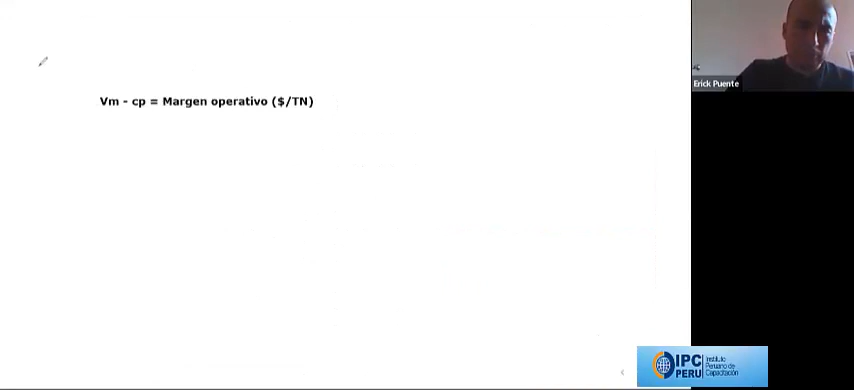 Vm - cp = Margen operativo ($/TN)
Erick Puente
IPC
PERU
Instituto
Peruano de
Capacitación